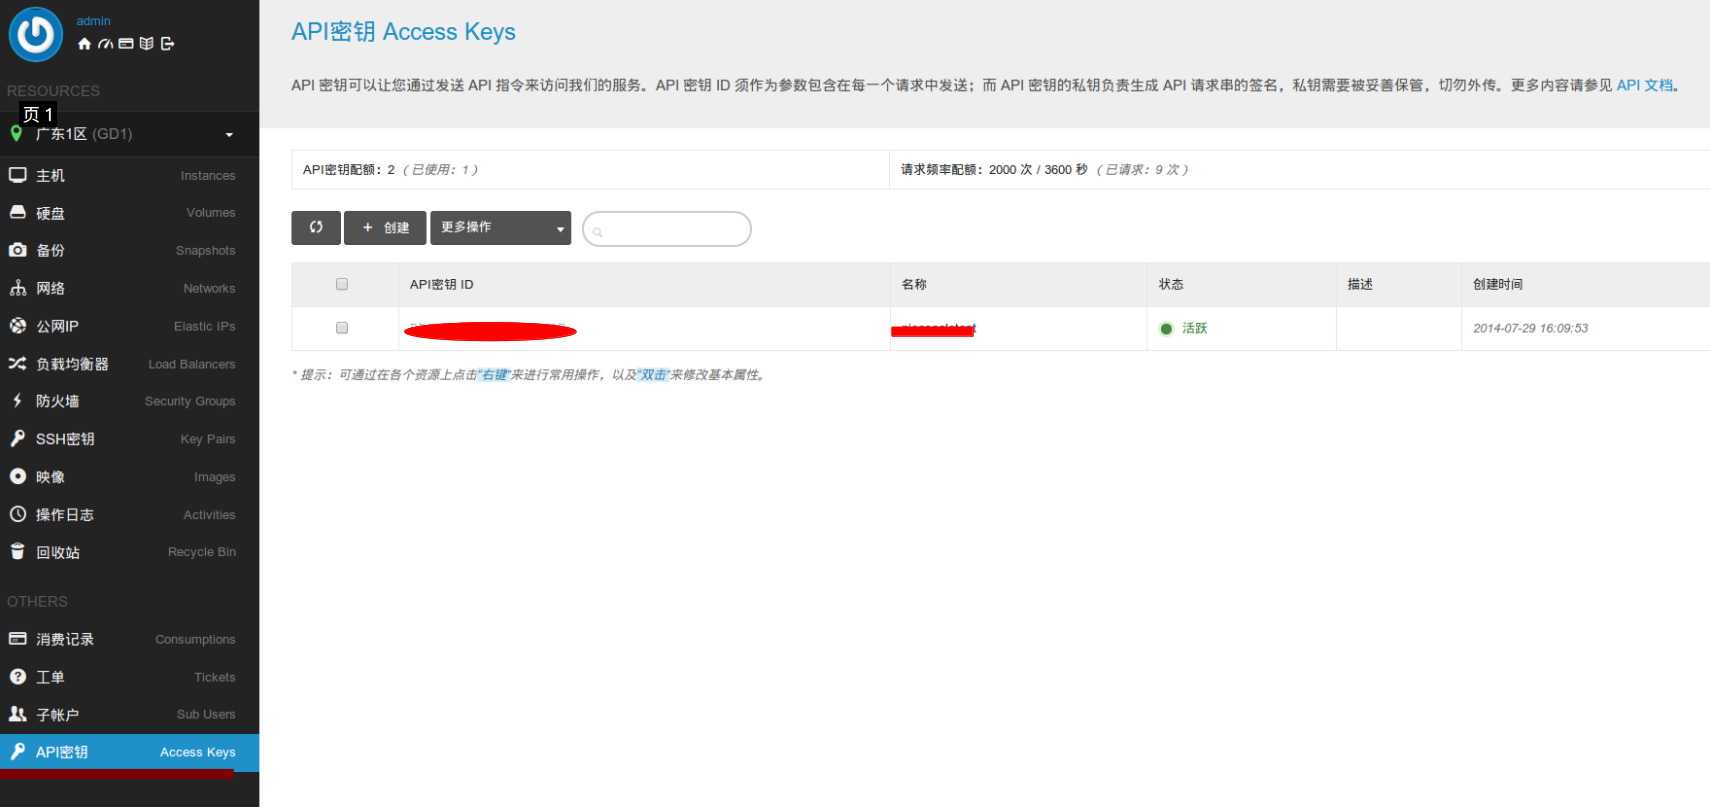 admin
RESOURCES
页 1
广东1区 (GD1)
主机 Instances
硬盘 Volumes
备份 Snapshots
网络 Networks
公网IP Elastic IPs
负载均衡器 Load Balancers
防火墙 Security Groups
SSH密钥 Key Pairs
映像 Images
操作日志 Activities
回收站 Recycle Bin
OTHERS
消费记录 Consumptions
工单 Tickets
子帐户 Sub Users
API密钥 Access Keys
API密钥 Access Keys
API 密钥可以让您通过发送 API 指令来访问我们的服务。API 密钥 ID 须作为参数包含在每一个请求中发送；而 API 密钥的私钥负责生成 API 请求串的签名，私钥需要被妥善保管，切勿外传。更多内容请参见 API 文档。
API密钥配额：2 （已使用：1 ） 请求频率配额：2000 次 / 3600 秒 （已请求：9 次 ）
+ 创建 更多操作
API密钥 ID 名称 状态 描述 创建时间
活跃 2014-07-29 16:09:53
* 提示：可通过在各个资源上点击"右键"来进行常用操作，以及"双击"来修改基本属性。